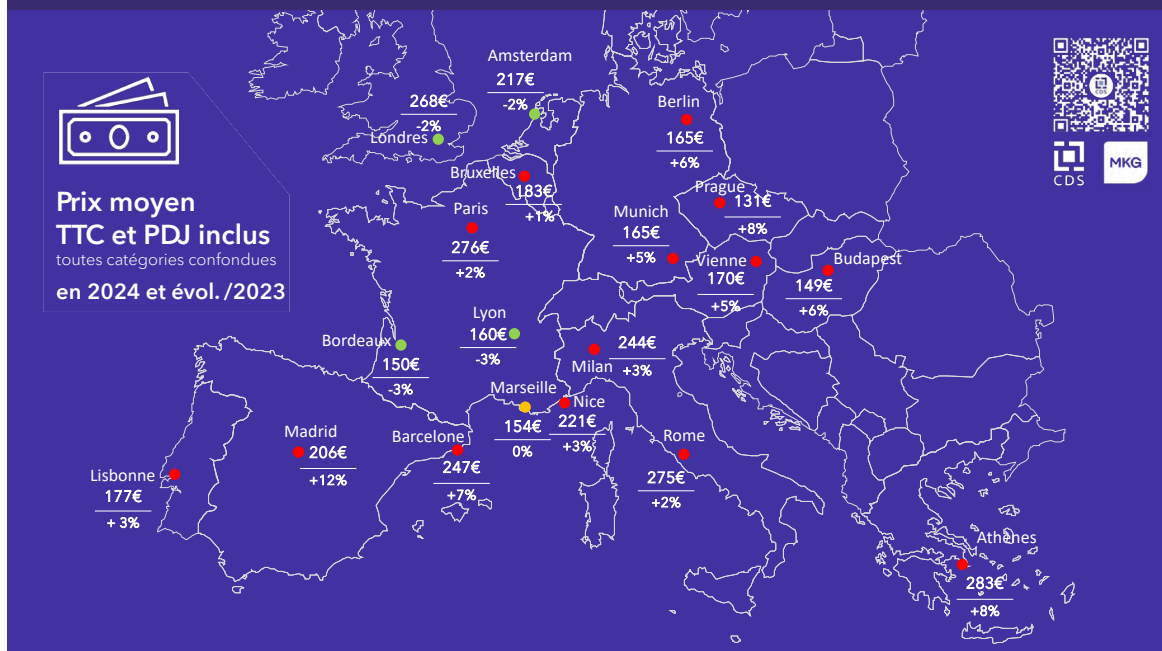 Prix moyen
TTC et PDJ inclus
toutes catégories confondues
en 2024 et évol. /2023
CDS
CDS
MKG
Amsterdam
217€
-2%
268€
-2%
Londres
Berlin
165€
+6%
Bruxelles
183€
+1%
Prague
131€
+8%
Paris
276€
+2%
Munich
165€
+5%
Vienne
170€
+5%
Budapest
149€
+6%
Lyon
160€
-3%
Bordeaux
150€
-3%
244€
+3%
Milan
Marseille
154€
0%
Nice
221€
+3%
Madrid
206€
+12%
Barcelone
247€
+7%
Rome
275€
+2%
Lisbonne
177€
+ 3%
Athènes
283€
+8%